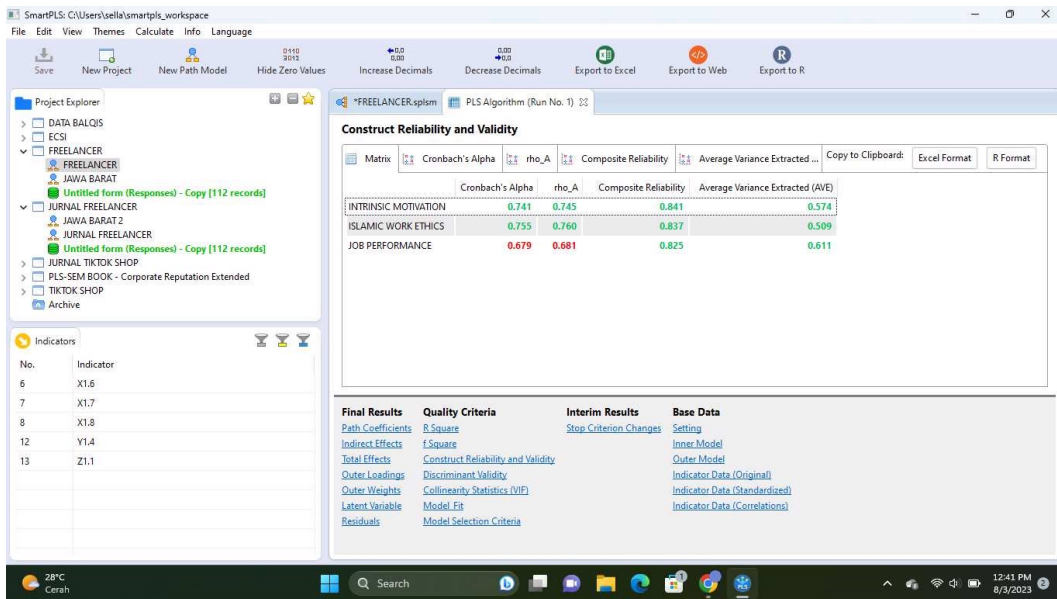 SmartPLS: C:\Users\sella\smartpls_workspace
File Edit View Themes Calculate Info Language
Save New Project New Path Model Hide Zero Values Increase Decimals Decrease Decimals Export to Excel Export to Web Export to R
Project Explorer
DATA BALQIS
ECSI
FREELANCER
FREELANCER
JAWA BARAT
Untitled form (Responses) - Copy [112 records]
JURNAL FREELANCER
JAWA BARAT 2
JURNAL FREELANCER
Untitled form (Responses) - Copy [112 records]
JURNAL TIKTOK SHOP
PLS-SEM BOOK - Corporate Reputation Extended
TIKTOK SHOP
Archive
Indicators
No. Indicator
6 X1.6
7 X1.7
8 X1.8
12 Y1.4
13 Z1.1
*FREELANCER.splsm PLS Algorithm (Run No. 1)
Construct Reliability and Validity
Matrix Cronbach's Alpha rho_A Composite Reliability Average Variance Extracted ... Copy to Clipboard: Excel Format R Format
Cronbach's Alpha rho_A Composite Reliability Average Variance Extracted (AVE)
INTRINSIC MOTIVATION 0.741 0.745 0.841 0.574
ISLAMIC WORK ETHICS 0.755 0.760 0.837 0.509
JOB PERFORMANCE 0.679 0.681 0.825 0.611
Final Results Quality Criteria Interim Results Base Data
Path Coefficients R Square Stop Criterion Changes Setting
Indirect Effects f Square Inner Model
Total Effects Construct Reliability and Validity Outer Model
Outer Loadings Discriminant Validity Indicator Data (Original)
Outer Weights Collinearity Statistics (VIF) Indicator Data (Standardized)
Latent Variable Model_Fit Indicator Data (Correlations)
Residuals Model Selection Criteria
28°C
Cerah
Search
12:41 PM
8/3/2023
2